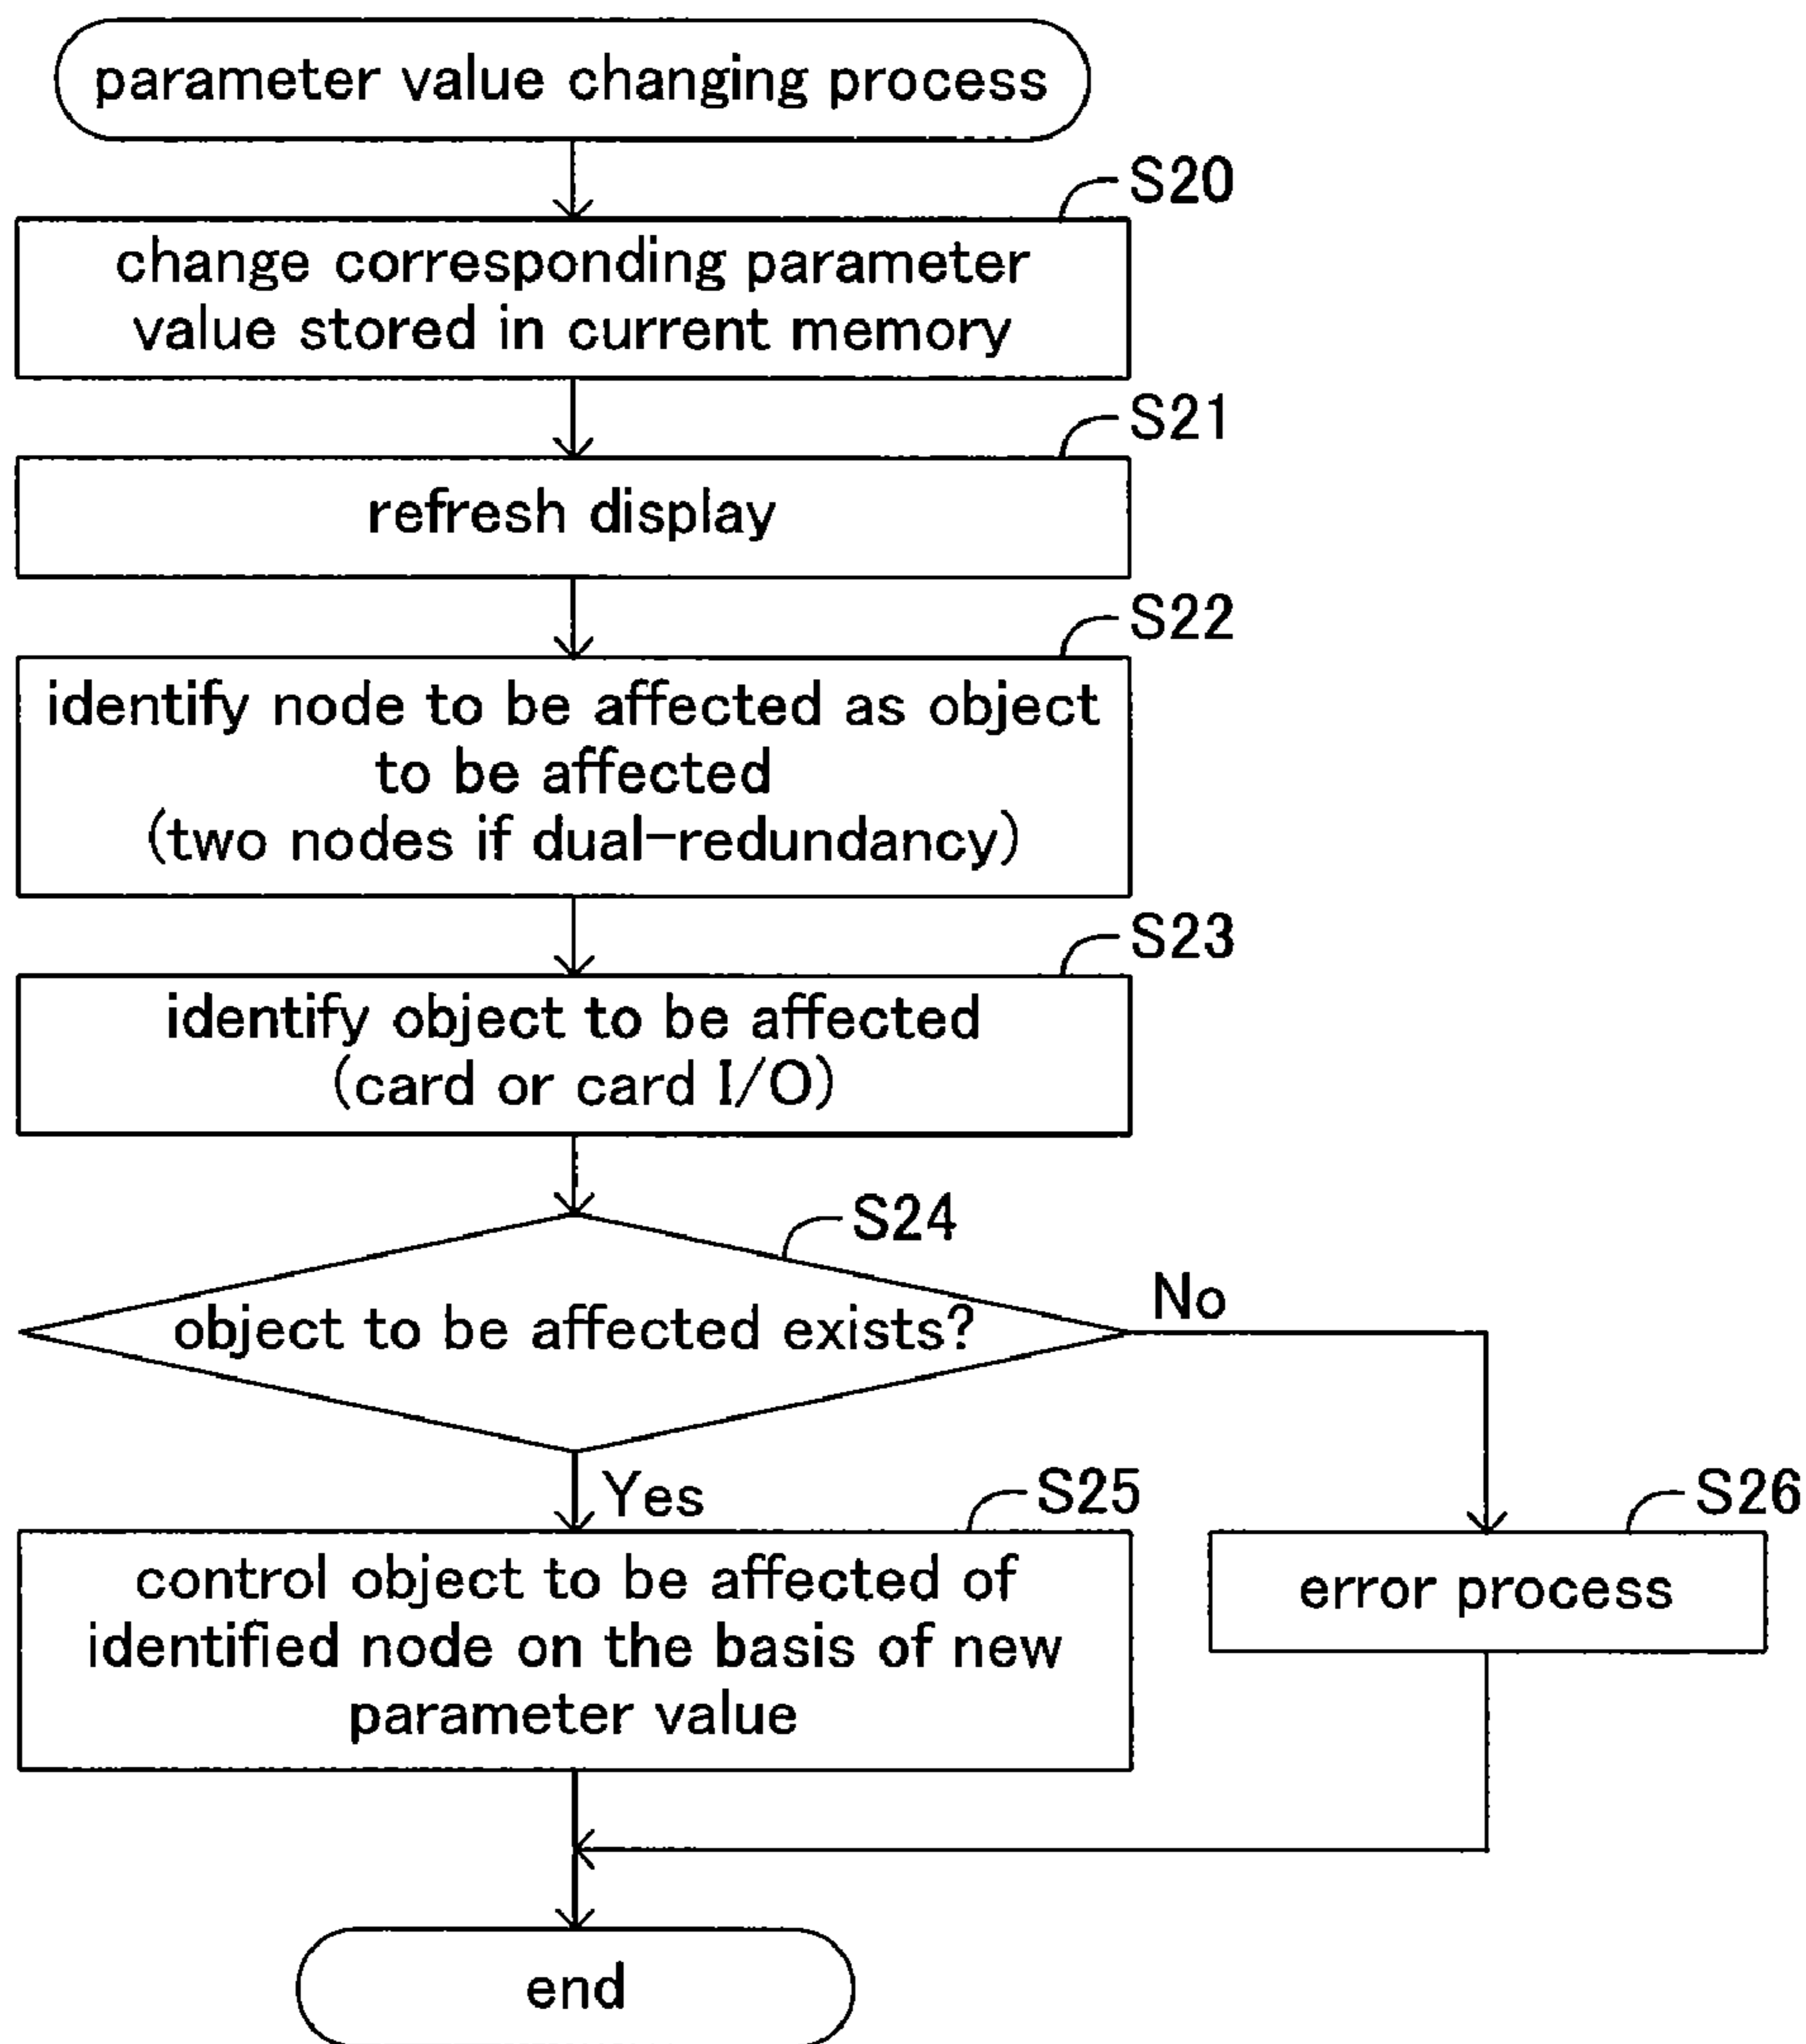 parameter value changing process
S20
change corresponding parameter
value stored in current memory
S21
refresh display
S22
identify node to be affected as object
to be affected
(two nodes if dual-redundancy)
S23
identify object to be affected
(card or card I/O)
S24
object to be affected exists?
No
Yes
S25
control object to be affected of
identified node on the basis of new
parameter value
S26
error process
end